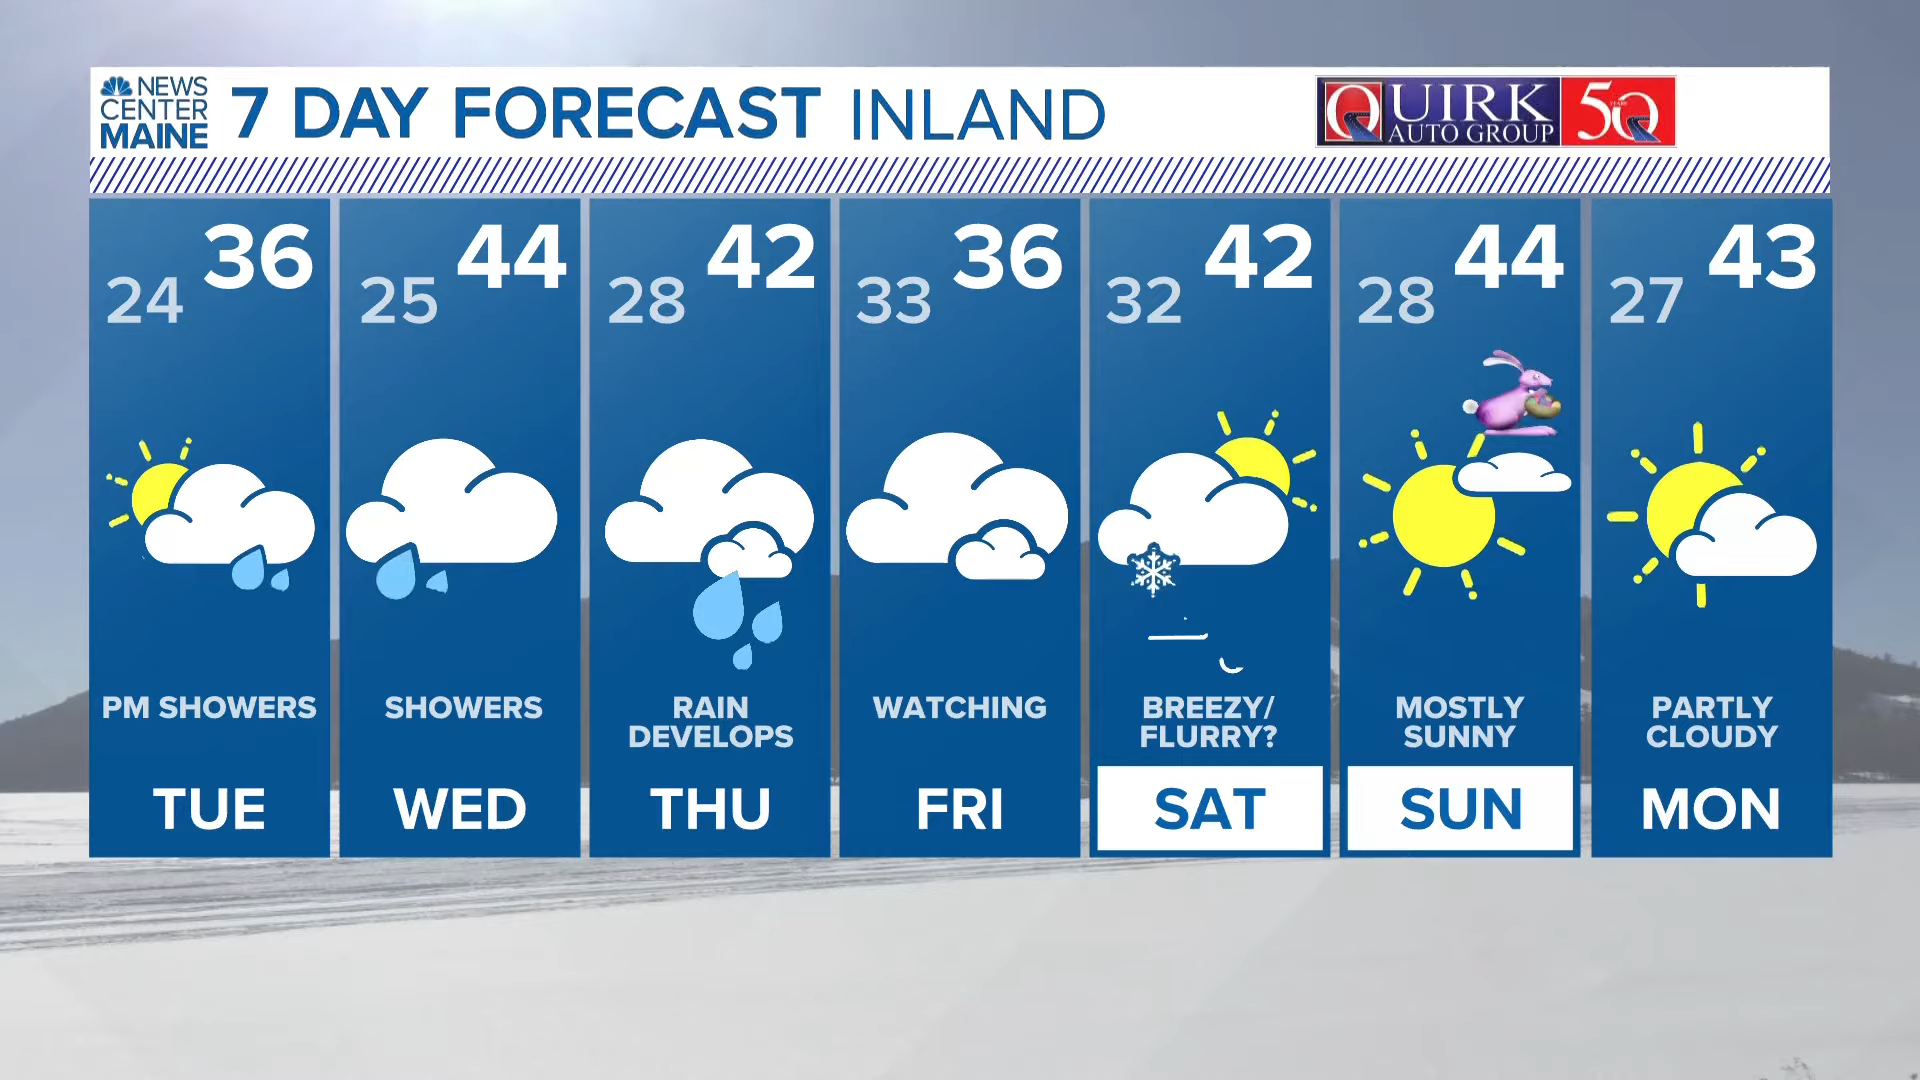 NEWS
CENTER
MAINE
7 DAY FORECAST INLAND
QUIRK
AUTO GROUP
50
YEARS
24 36
25 44
28 42
33 36
32 42
28 44
27 43
PM SHOWERS
SHOWERS
RAIN
DEVELOPS
WATCHING
BREEZY/
FLURRY?
MOSTLY
SUNNY
PARTLY
CLOUDY
TUE
WED
THU
FRI
SAT
SUN
MON